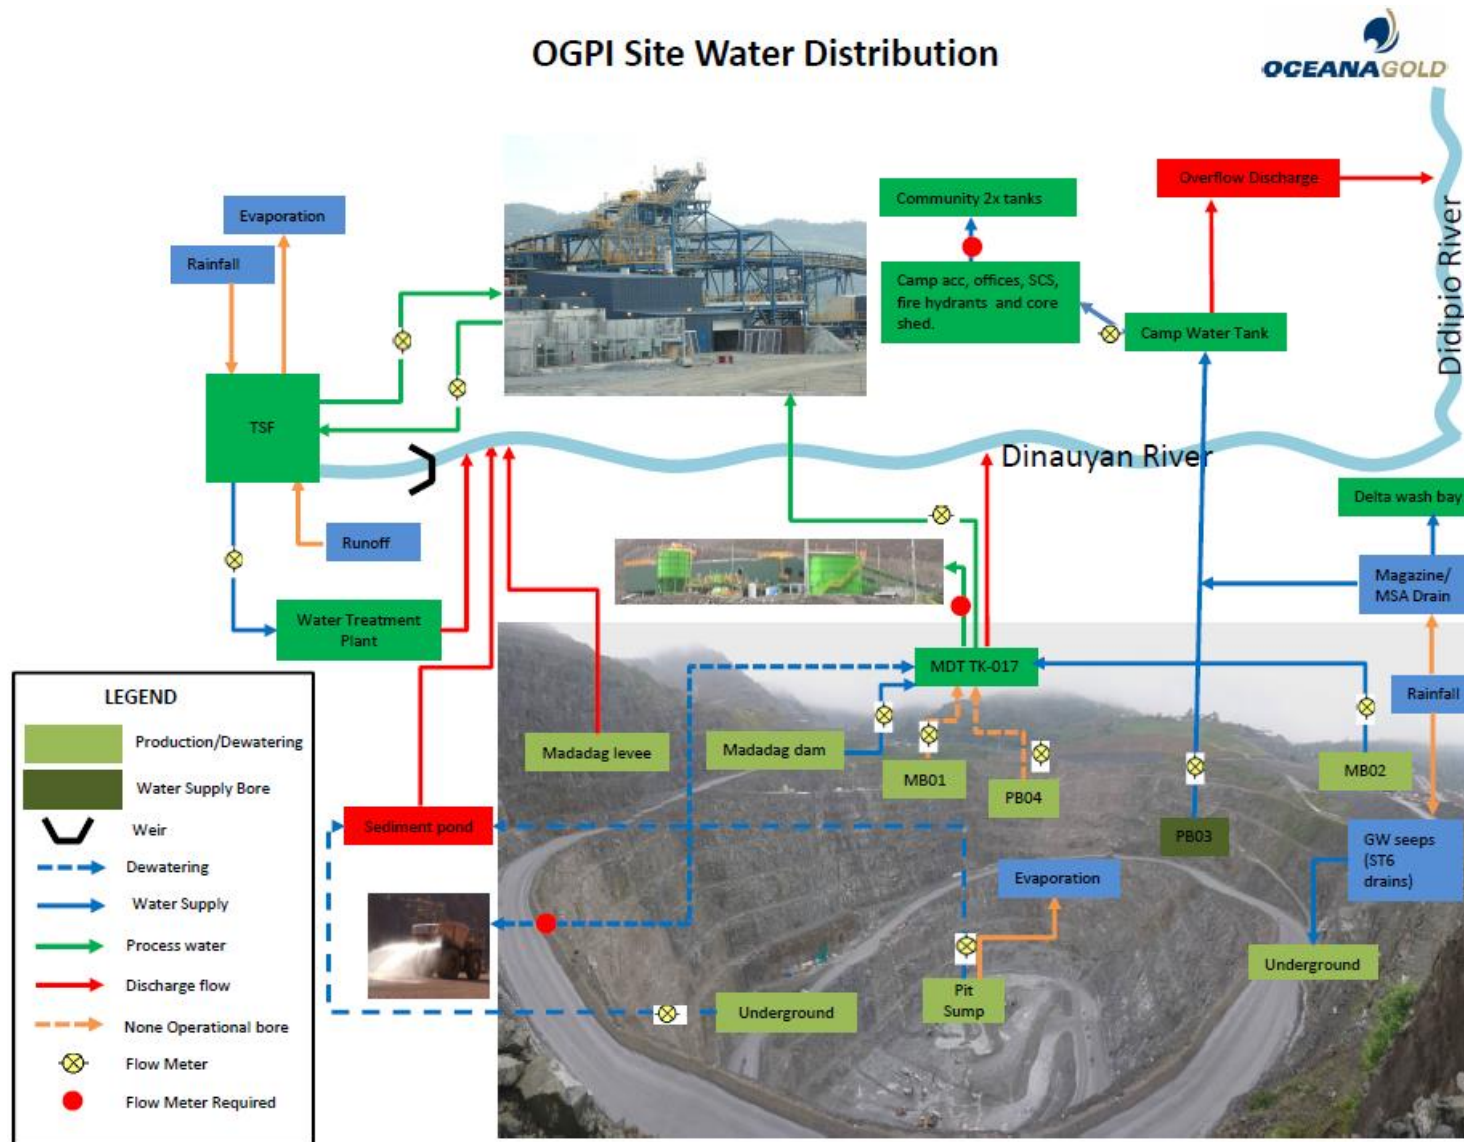 OGPI Site Water Distribution
OCEANAGOLD
Evaporation
Rainfall
Community 2x tanks
Overflow Discharge
Camp acc, offices, SCS,
fire hydrants and core
shed.
Camp Water Tank
Didipio River
TSF
Dinauyan River
Runoff
Delta wash bay
Magazine/
MSA Drain
Water Treatment
Plant
MDT TK-017
Rainfall
Madadag levee
Madadag dam
MB01
PB04
MB02
Sediment pond
PB03
GW seeps
(ST6
drains)
Evaporation
Underground
Underground
Pit
Sump
LEGEND
Production/Dewatering
Water Supply Bore
Weir
Dewatering
Water Supply
Process water
Discharge flow
None Operational bore
Flow Meter
Flow Meter Required